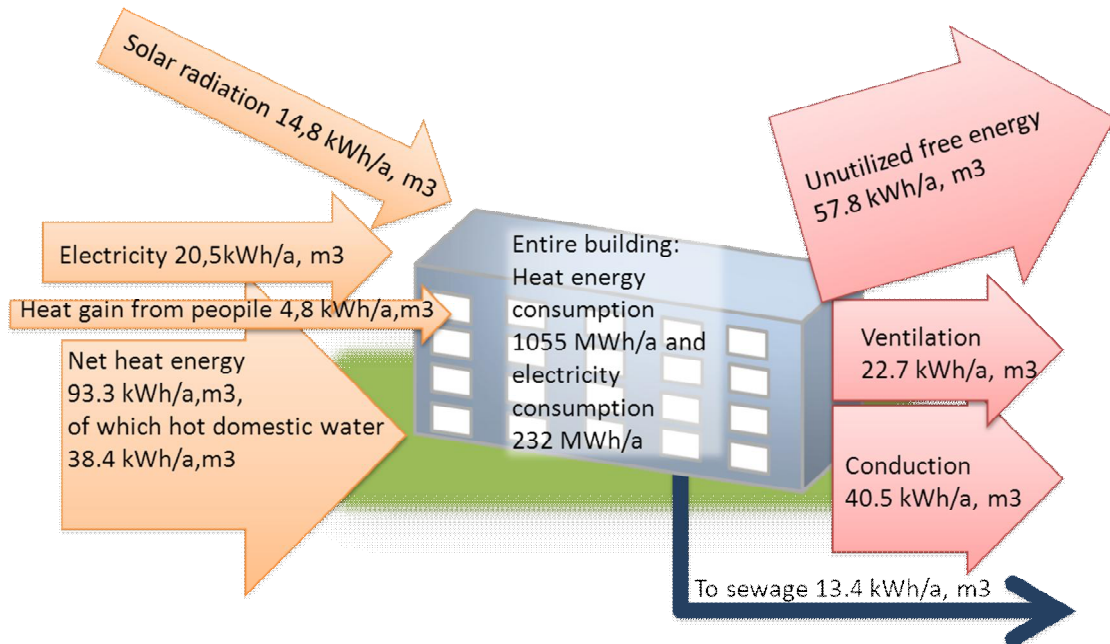 Solar radiation 14,8 kWh/a, m3
Electricity 20,5kWh/a, m3
Heat gain from peopile 4,8 kWh/a,m3
Net heat energy
93.3 kWh/a,m3,
of which hot domestic water
38.4 kWh/a,m3
Entire building:
Heat energy
consumption
1055 MWh/a and
electricity
consumption
232 MWh/a
Unutilized free energy
57.8 kWh/a, m3
Ventilation
22.7 kWh/a, m3
Conduction
40.5 kWh/a, m3
To sewage 13.4 kWh/a, m3